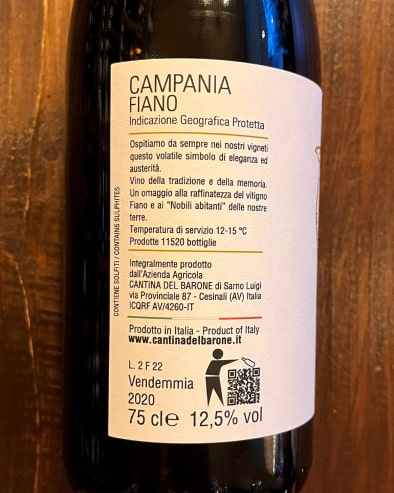 CAMPANIA
FIANO
Indicazione Geografica Protetta
Ospitiamo da sempre nei nostri vigneti
questo volatile simbolo di eleganza ed
austerità.
Vino della tradizione e della memoria.
Un omaggio alla raffinatezza del vitigno
Fiano e ai "Nobili abitanti" delle nostre
terre.
Temperatura di servizio 12-15 °C
Prodotte 11520 bottiglie
Integralmente prodotto
dall'Azienda Agricola
CANTINA DEL BARONE di Sarno Luigi
via Provinciale 87 - Cesinali (AV) Italia
ICQRF AV/4260-IT
CONTIENE SOLFITI / CONTAINS SULPHITES
Prodotto in Italia - Product of Italy
www.cantinadelbarone.it
L. 2 F 22
Vendemmia
2020
75 cle 12,5% vol